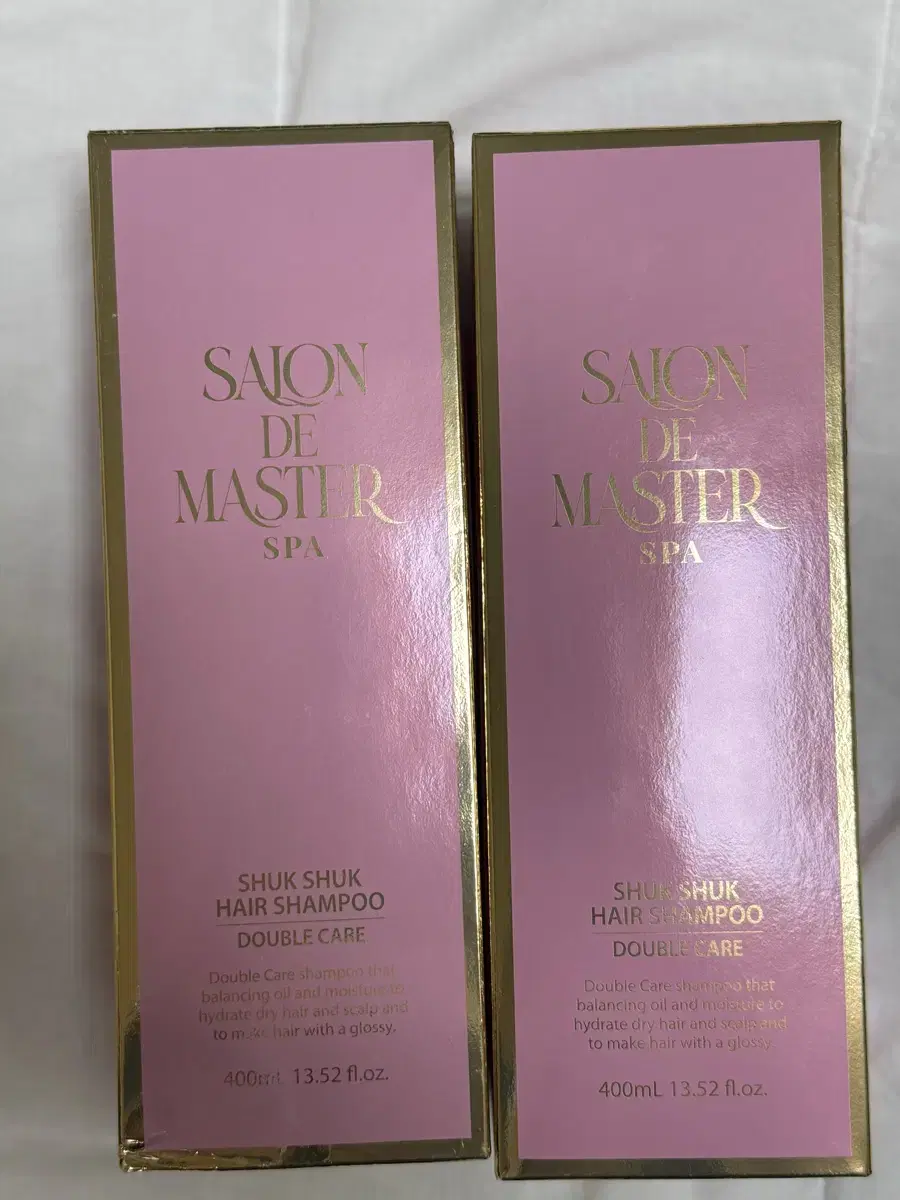 SALON
DE
MASTER
SPA
SHUK SHUK
HAIR SHAMPOO
DOUBLE CARE
Double Care shampoo that
balancing oil and moisture to
hydrate dry hair and scalp and
to make hair with a glossy.
400mL 13.52 fl.oz.
SALON
DE
MASTER
SPA
SHUK SHUK
HAIR SHAMPOO
DOUBLE CARE
Double Care shampoo that
balancing oil and moisture to
hydrate dry hair and scalp and
to make hair with a glossy.
400mL 13.52 fl.oz.